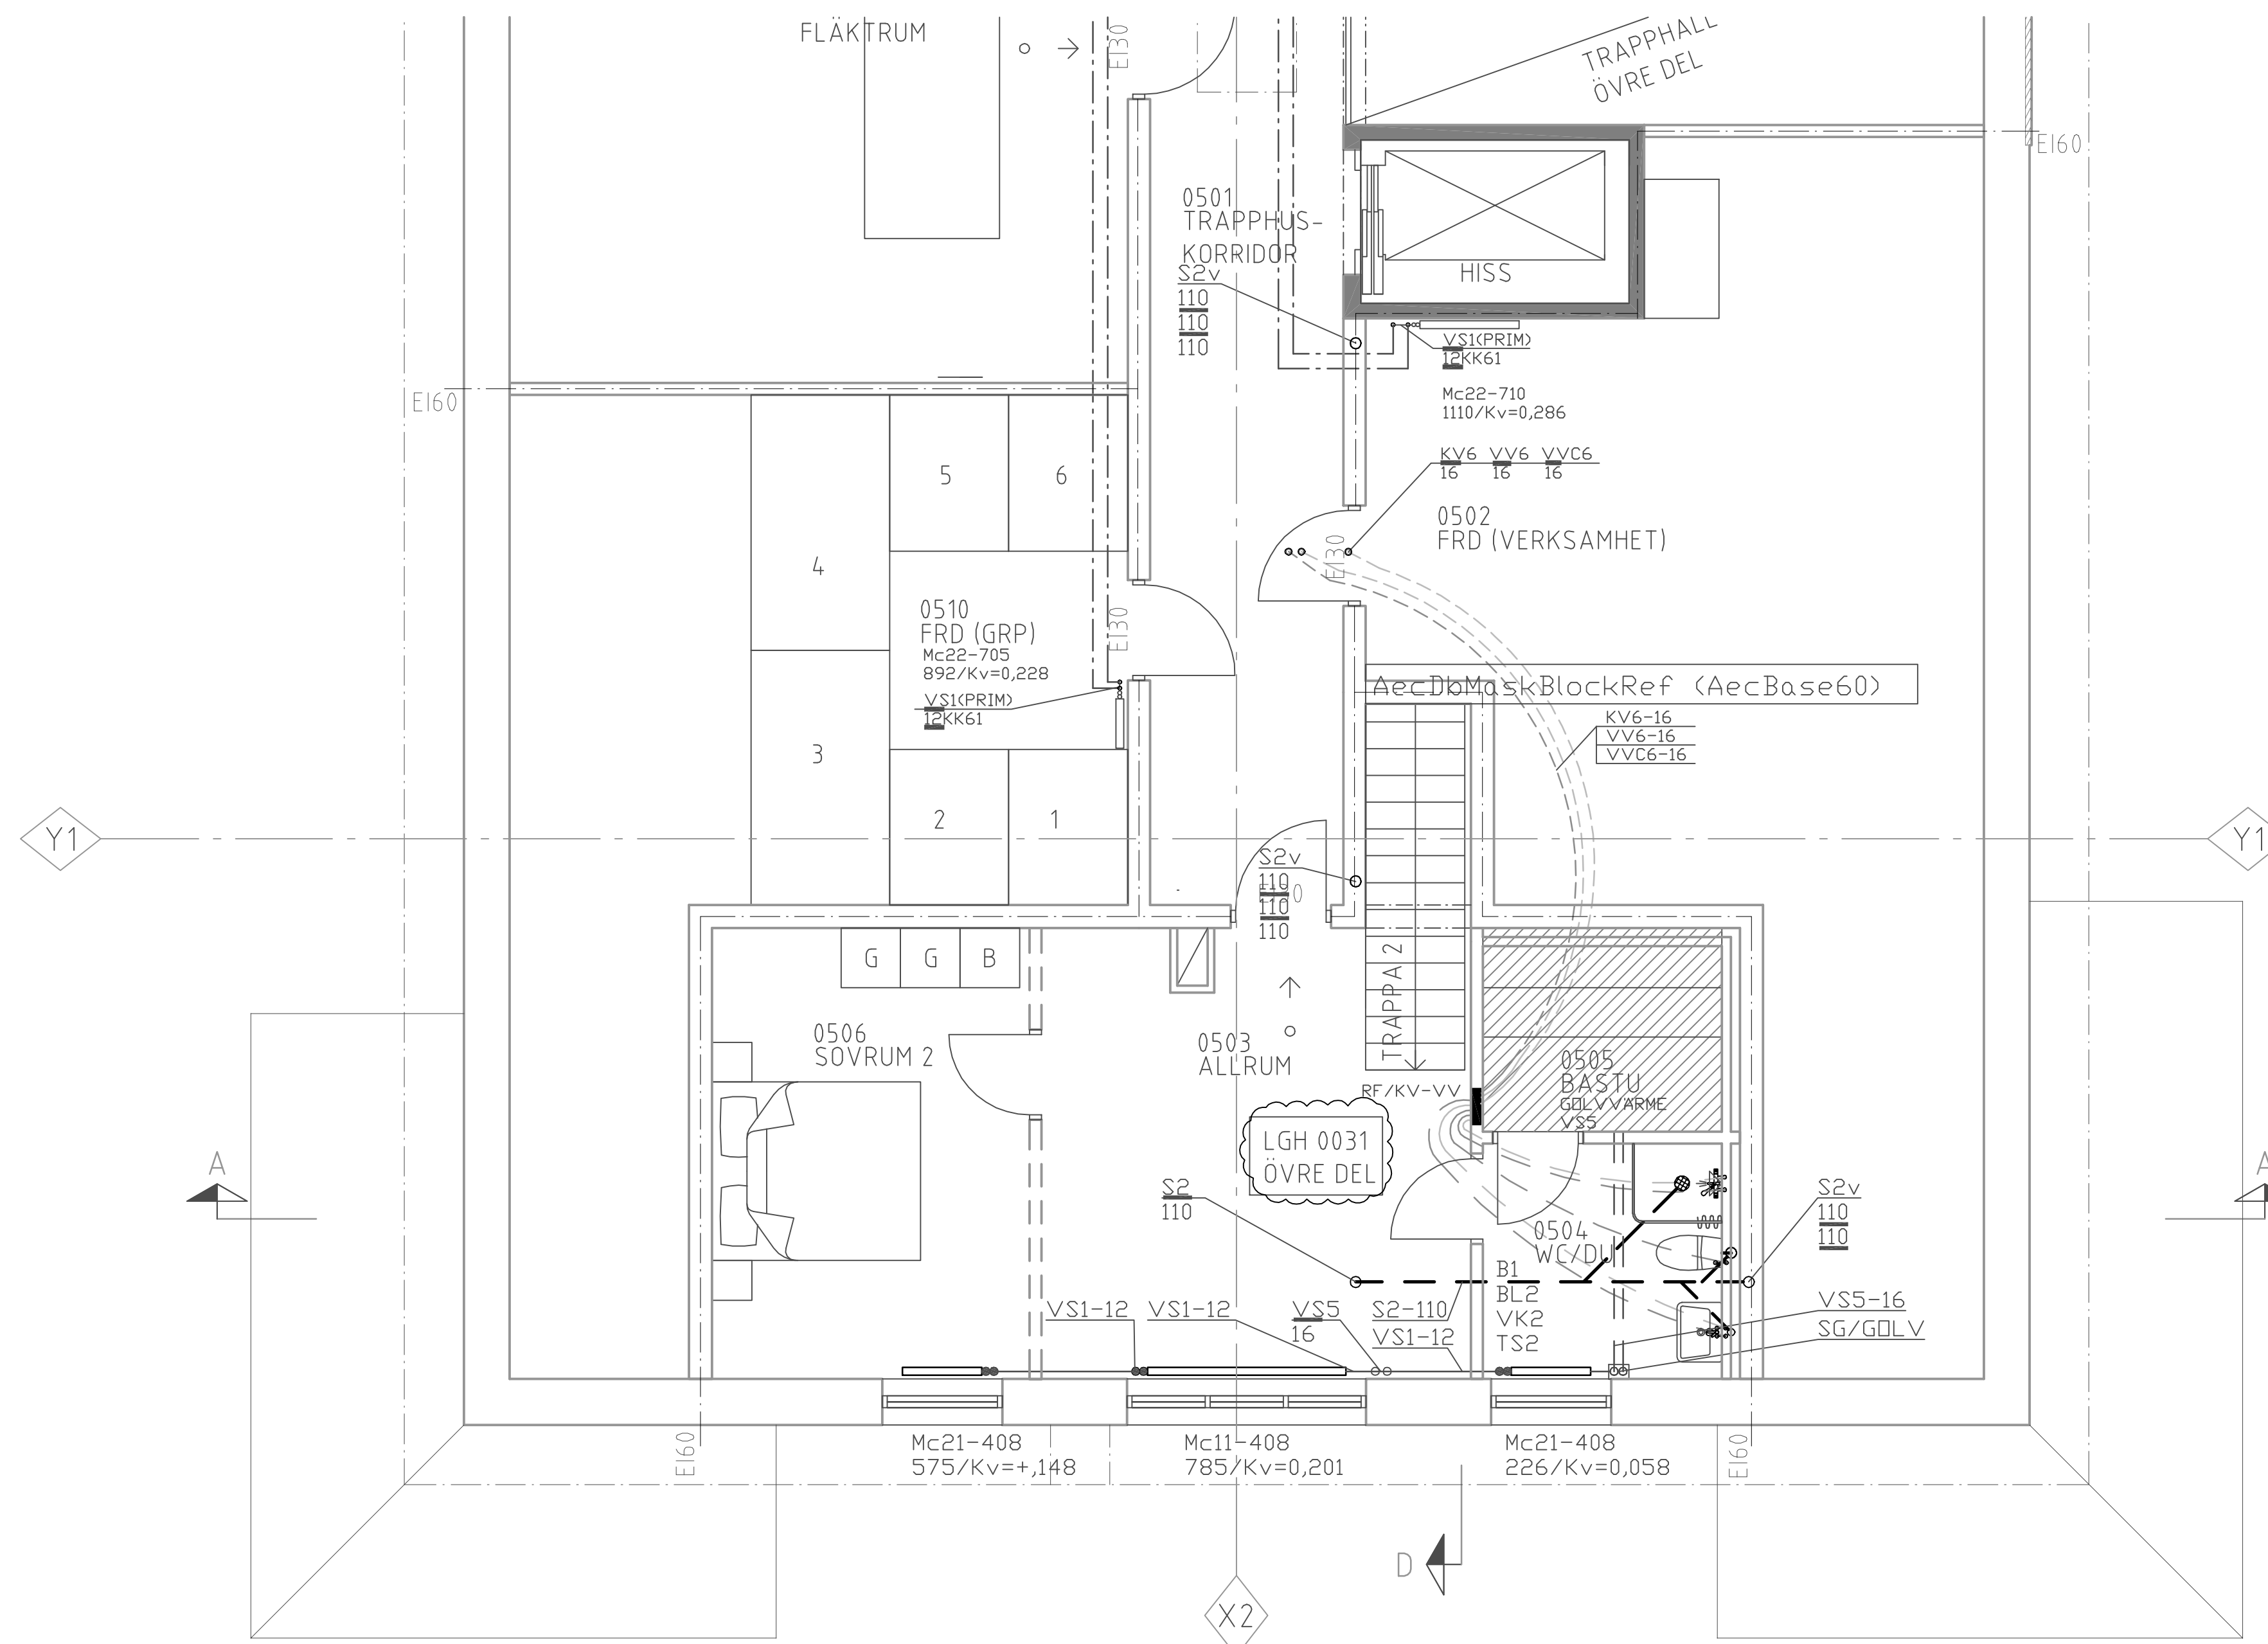 FLÄKTRUM
EI30
TRAPPHALL
ÖVRE DEL
EI60
0501
TRAPPHUS-
KORRIDOR
S2v
110
110
110
HISS
VS1(PRIM)
12KK61
Mc22-710
1110/Kv=0,286
EI60
5
6
KV6 VV6 VVC6
16 16 16
0502
FRD (VERKSAMHET)
EI30
4
0510
FRD (GRP)
Mc22-705
892/Kv=0,228
VS1(PRIM)
12KK61
EI30
AecDbMaskBlockRef (AecBase60)
KV6-16
VV6-16
VVC6-16
3
2
1
Y1
Y1
S2v
110
110
110
G
G
B
TRAPPA 2
0506
SOVRUM 2
0503
ALLRUM
0505
BASTU
GOLVVÄRME
VS5
RF/KV-VV
LGH 0031
ÖVRE DEL
A
A
S2
110
S2v
110
110
0504
WC/DU
B1
BL2
VK2
TS2
VS1-12
VS1-12
VS5
16
S2-110
VS1-12
VS5-16
SG/GOLV
EI60
Mc21-408
575/Kv=+,148
Mc11-408
785/Kv=0,201
Mc21-408
226/Kv=0,058
EI60
D
X2